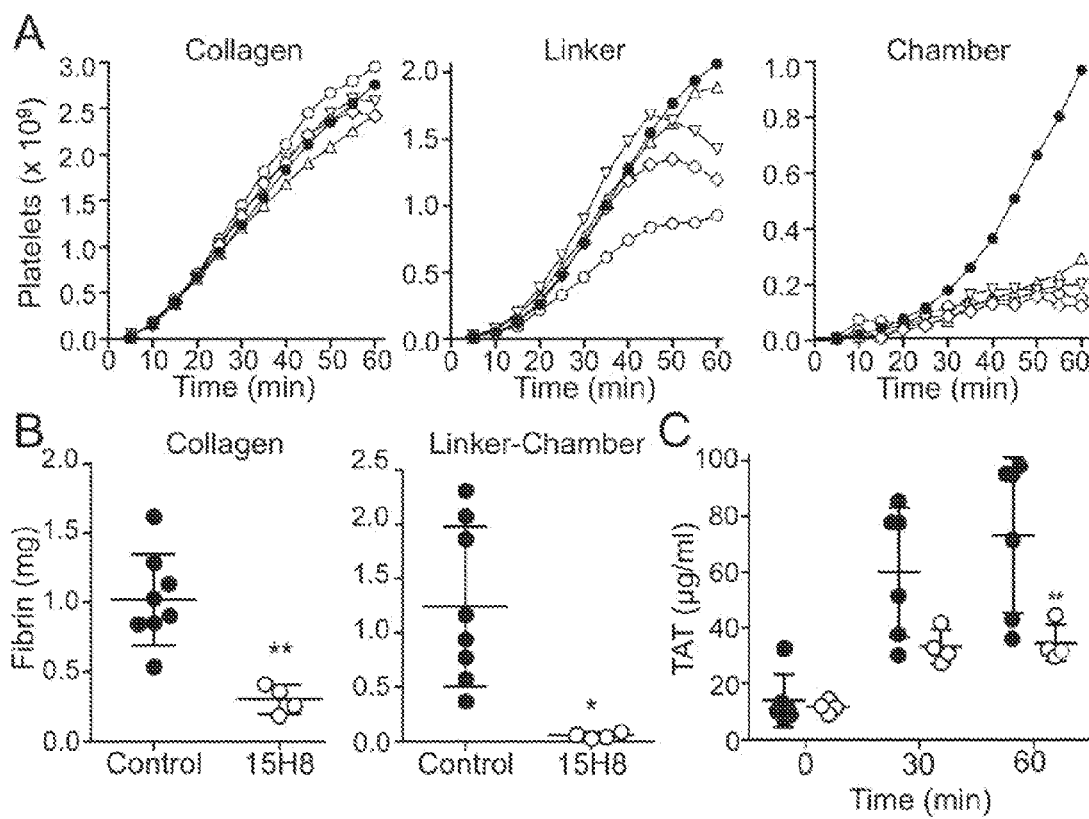 A
Collagen
Linker
Chamber
Platelets (x 10⁹)
3.0
2.5
2.0
1.5
1.0
0.5
0.0
2.0
1.5
1.0
0.5
0.0
1.0
0.8
0.6
0.4
0.2
0.0
0 10 20 30 40 50 60
0 10 20 30 40 50 60
0 10 20 30 40 50 60
Time (min)
Time (min)
Time (min)
B
Collagen
Linker-Chamber
C
Fibrin (mg)
2.0
1.5
1.0
0.5
0.0
**
Control 15H8
2.5
2.0
1.5
1.0
0.5
0.0
*
Control 15H8
TAT (µg/ml)
100
80
60
40
20
0
**
0 30 60
Time (min)